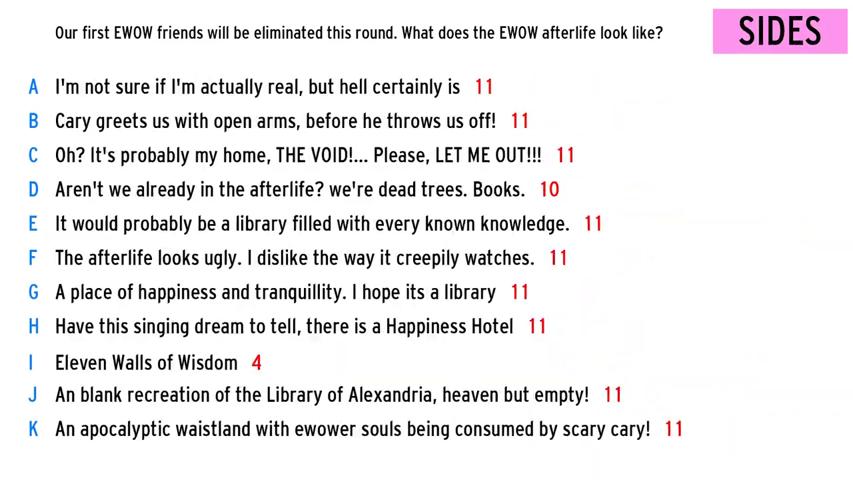 Our first EWOW friends will be eliminated this round. What does the EWOW afterlife look like?
SIDES
A I'm not sure if I'm actually real, but hell certainly is 11
B Cary greets us with open arms, before he throws us off! 11
C Oh? It's probably my home, THE VOID!... Please, LET ME OUT!!! 11
D Aren't we already in the afterlife? we're dead trees. Books. 10
E It would probably be a library filled with every known knowledge. 11
F The afterlife looks ugly. I dislike the way it creepily watches. 11
G A place of happiness and tranquillity. I hope its a library 11
H Have this singing dream to tell, there is a Happiness Hotel 11
I Eleven Walls of Wisdom 4
J An blank recreation of the Library of Alexandria, heaven but empty! 11
K An apocalyptic waistland with ewower souls being consumed by scary cary! 11